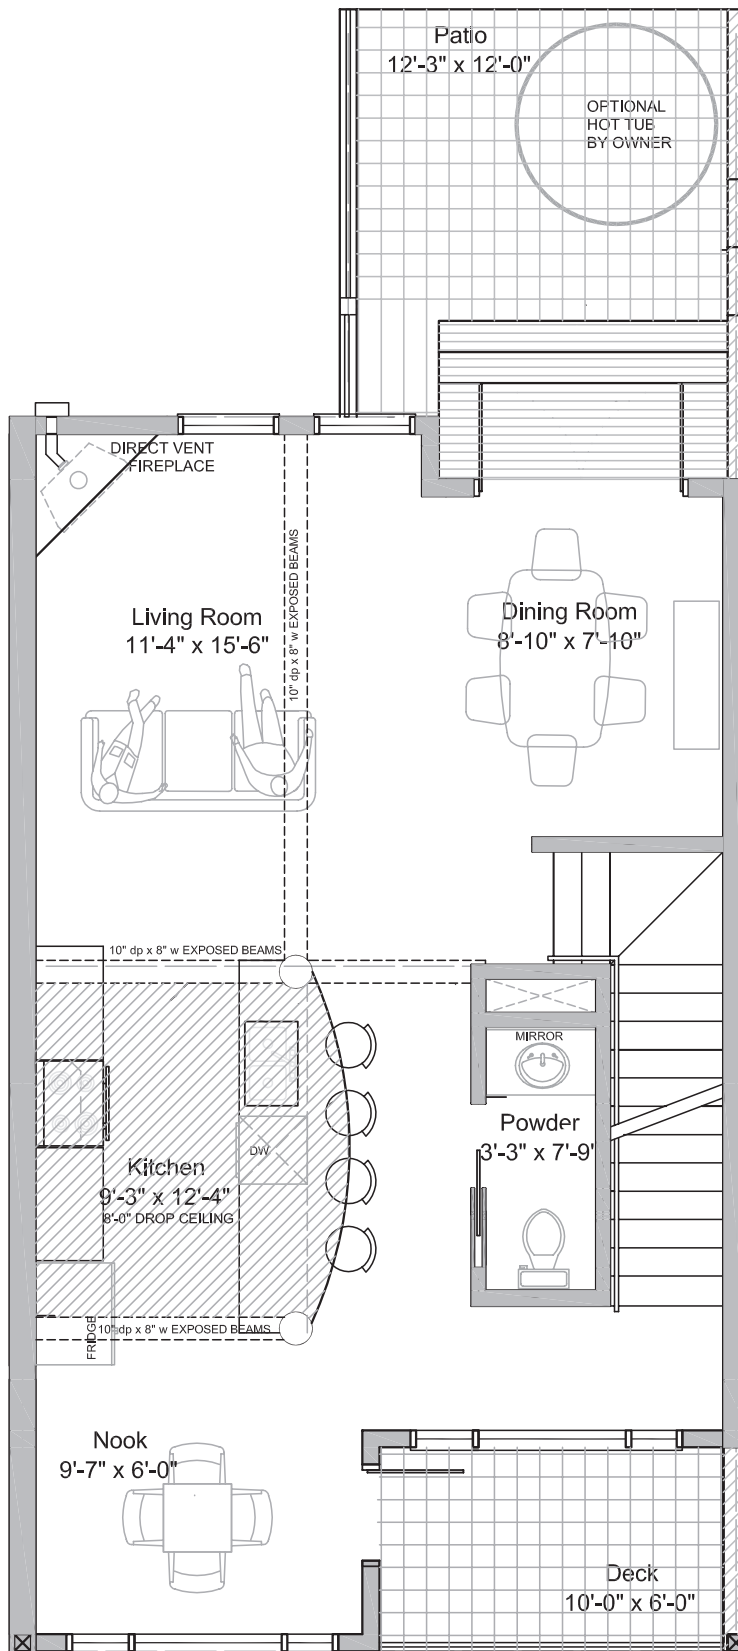 Patio
12'-3" x 12'-0"
OPTIONAL
HOT TUB
BY OWNER
DIRECT VENT
FIREPLACE
10" dp x 8" w EXPOSED BEAMS
Living Room
11'-4" x 15'-6"
Dining Room
8'-10" x 7'-10"
10" dp x 8" w EXPOSED BEAMS
MIRROR
Powder
3'-3" x 7'-9'
DW
Kitchen
9'-3" x 12'-4"
8'-0" DROP CEILING
FRIDGE
10" dp x 8" w EXPOSED BEAMS
Nook
9'-7" x 6'-0"
Deck
10'-0" x 6'-0"